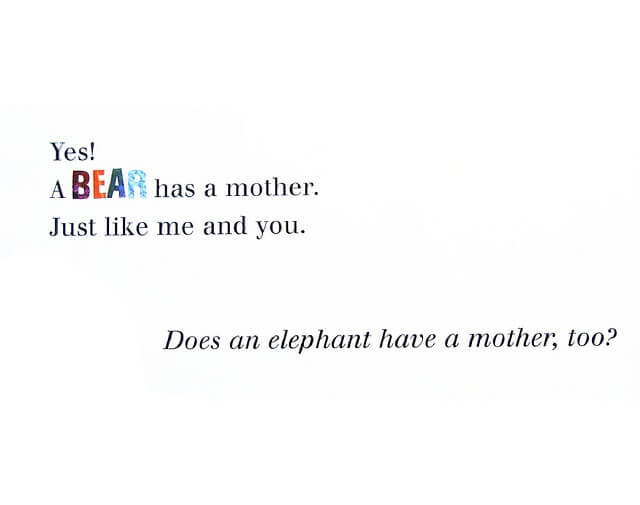 Yes!
A BEAR has a mother.
Just like me and you.
Does an elephant have a mother, too?